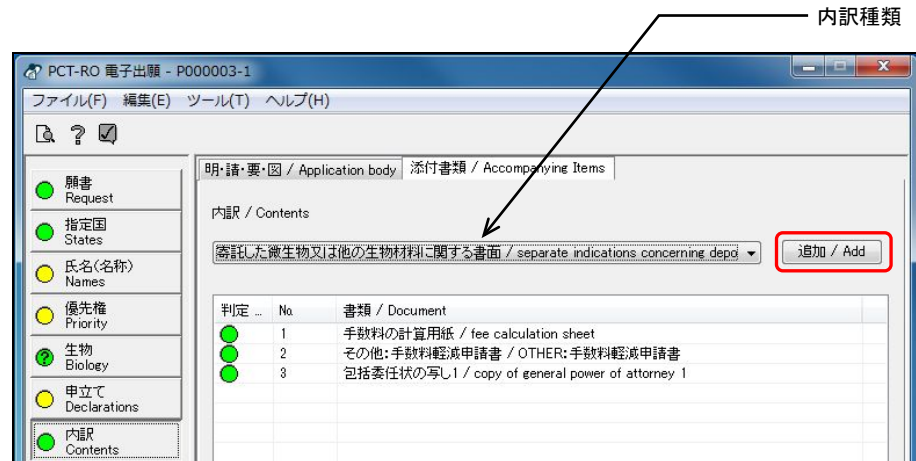 内訳種類
PCT-RO 電子出願 - P000003-1
ファイル(F) 編集(E) ツール(T) ヘルプ(H)
願書
Request
指定国
States
氏名(名称)
Names
優先権
Priority
生物
Biology
申立て
Declarations
内訳
Contents
明・請・要・図 / Application body
添付書類 / Accompanying Items
内訳 / Contents
寄託した微生物又は他の生物材料に関する書面 / separate indications concerning depo
追加 / Add
判定 ... No. 書類 / Document
1 手数料の計算用紙 / fee calculation sheet
2 その他:手数料軽減申請書 / OTHER:手数料軽減申請書
3 包括委任状の写し1 / copy of general power of attorney 1